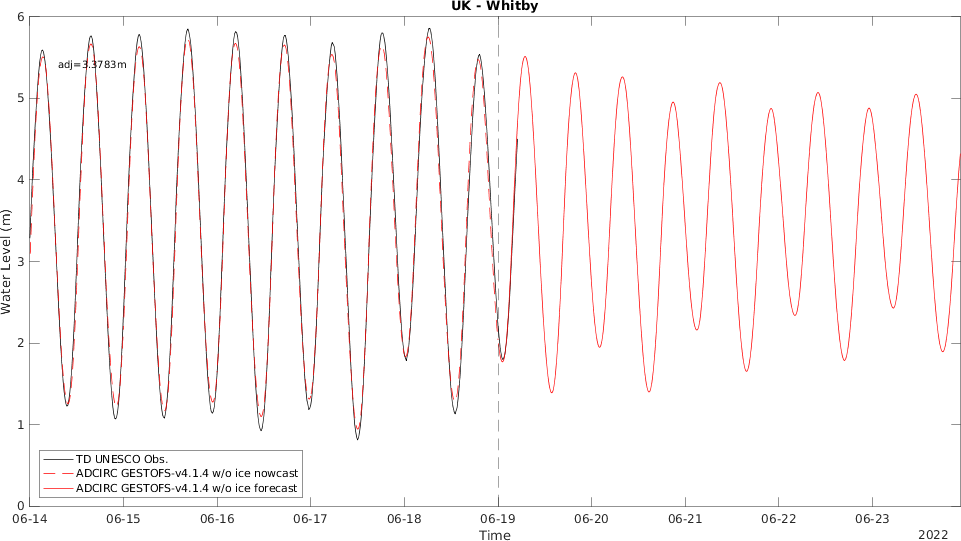 UK - Whitby
adj=3.3783m
Water Level (m)
6
5
4
3
2
1
0
TD UNESCO Obs.
ADCIRC GESTOFS-v4.1.4 w/o ice nowcast
ADCIRC GESTOFS-v4.1.4 w/o ice forecast
06-14 06-15 06-16 06-17 06-18 06-19 06-20 06-21 06-22 06-23
Time
2022